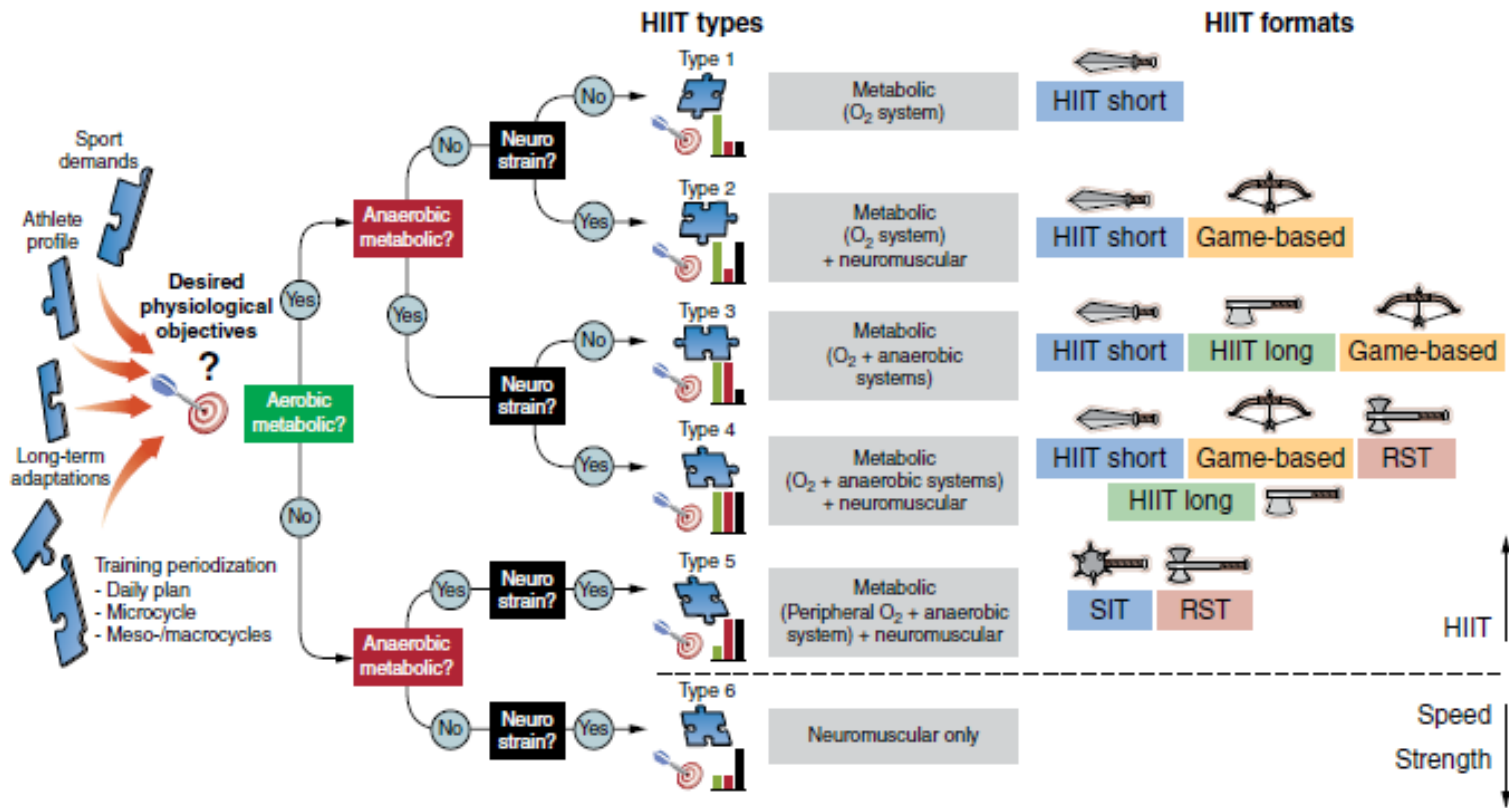 HIIT types
HIIT formats
Sport
demands
Athlete
profile
Desired
physiological
objectives
?
Long-term
adaptations
Training periodization
- Daily plan
- Microcycle
- Meso-/macrocycles
Aerobic
metabolic?
Yes
No
Anaerobic
metabolic?
No
Yes
Neuro
strain?
No
Yes
Neuro
strain?
No
Yes
Anaerobic
metabolic?
Yes
No
Neuro
strain?
Yes
Neuro
strain?
Yes
Type 1
Metabolic
(O₂ system)
HIIT short
Type 2
Metabolic
(O₂ system)
+ neuromuscular
HIIT short
Game-based
Type 3
Metabolic
(O₂ + anaerobic
systems)
HIIT short
HIIT long
Game-based
Type 4
Metabolic
(O₂ + anaerobic systems)
+ neuromuscular
HIIT short
Game-based
RST
HIIT long
Type 5
Metabolic
(Peripheral O₂ + anaerobic
system) + neuromuscular
SIT
RST
HIIT
Type 6
Neuromuscular only
Speed
Strength